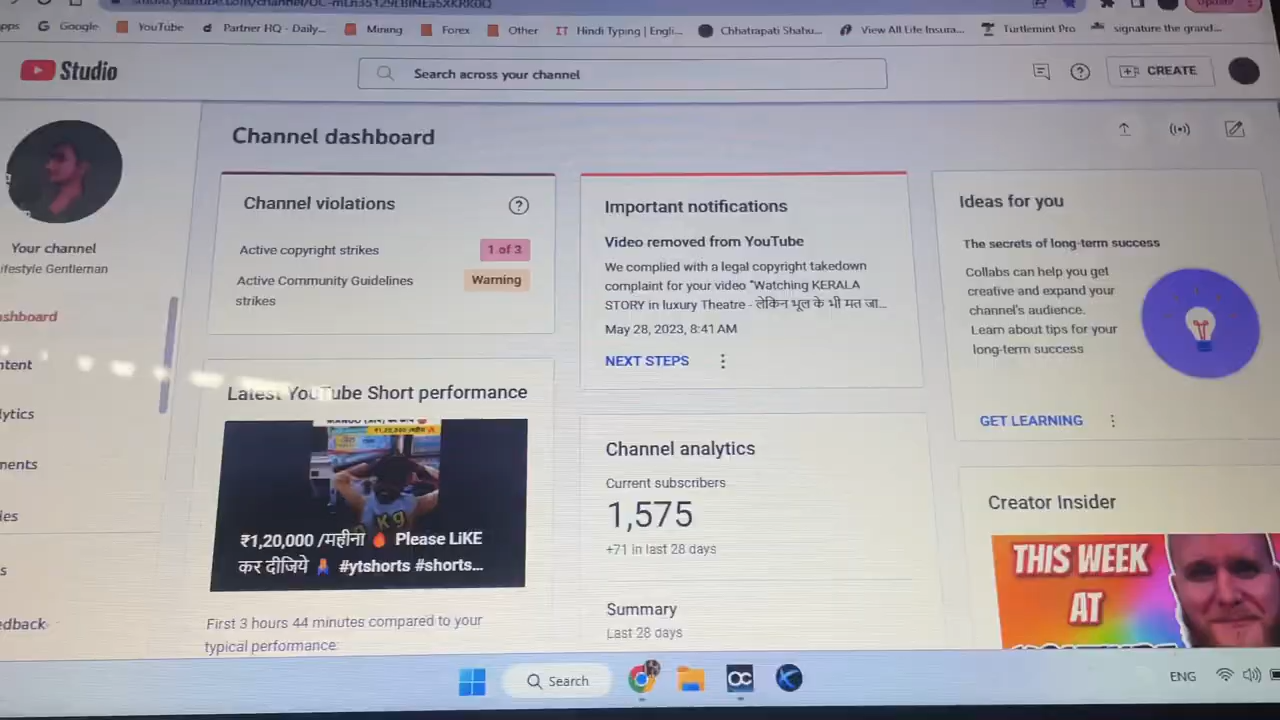 Google YouTube Partner HQ - Daily... Mining Forex Other Hindi Typing | Engli... Chhatrapati Shahu... View All Life Insura... Turtlemint Pro signature the grand...
Studio
Search across your channel
CREATE
Channel dashboard
Your channel
ifestyle Gentleman
ashboard
ntent
lytics
ments
ies
s
edback
Channel violations
Active copyright strikes 1 of 3
Active Community Guidelines Warning
strikes
Latest YouTube Short performance
₹1,20,000 /महीना 🔥 Please LiKE
कर दीजिये 🙏 #ytshorts #shorts...
First 3 hours 44 minutes compared to your
typical performance:
Important notifications
Video removed from YouTube
We complied with a legal copyright takedown
complaint for your video "Watching KERALA
STORY in luxury Theatre - लेकिन भूल के भी मत जा...
May 28, 2023, 8:41 AM
NEXT STEPS
Channel analytics
Current subscribers
1,575
+71 in last 28 days
Summary
Last 28 days
Ideas for you
The secrets of long-term success
Collabs can help you get
creative and expand your
channel's audience.
Learn about tips for your
long-term success
GET LEARNING
Creator Insider
THIS WEEK
AT
Search
ENG